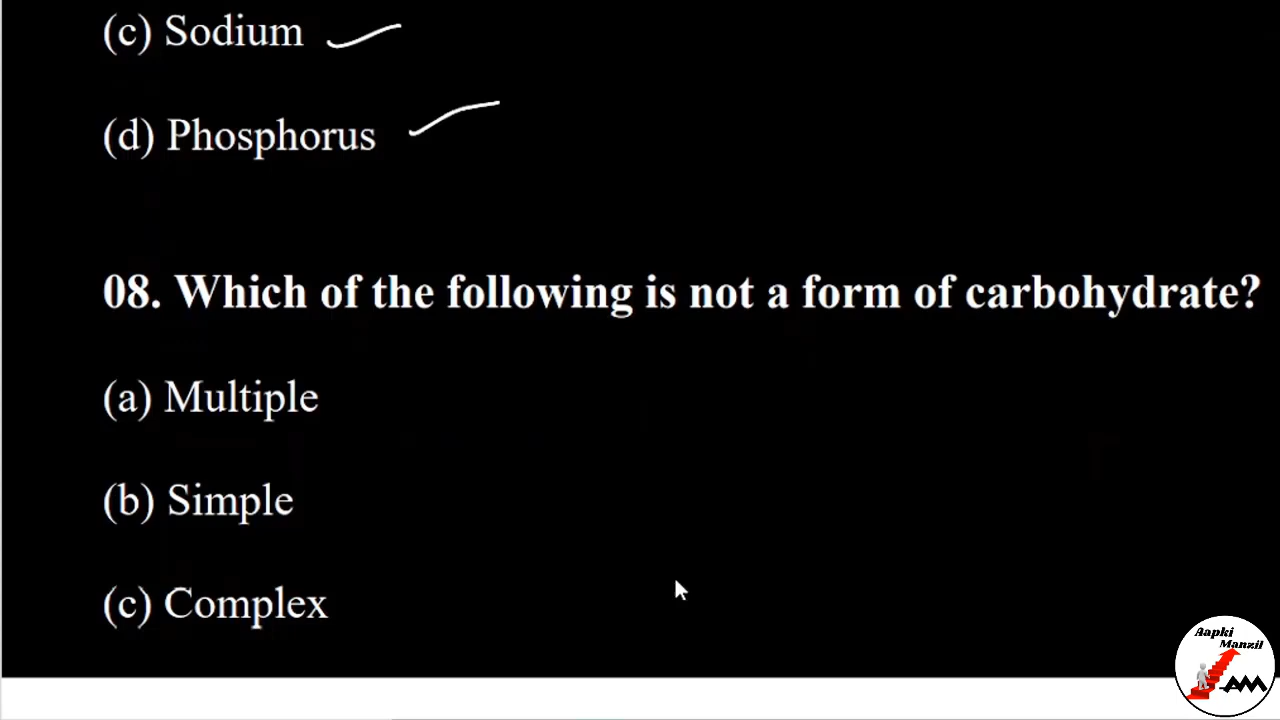 (c) Sodium
(d) Phosphorus
08. Which of the following is not a form of carbohydrate?
(a) Multiple
(b) Simple
(c) Complex
Aapki
Manzil
AM